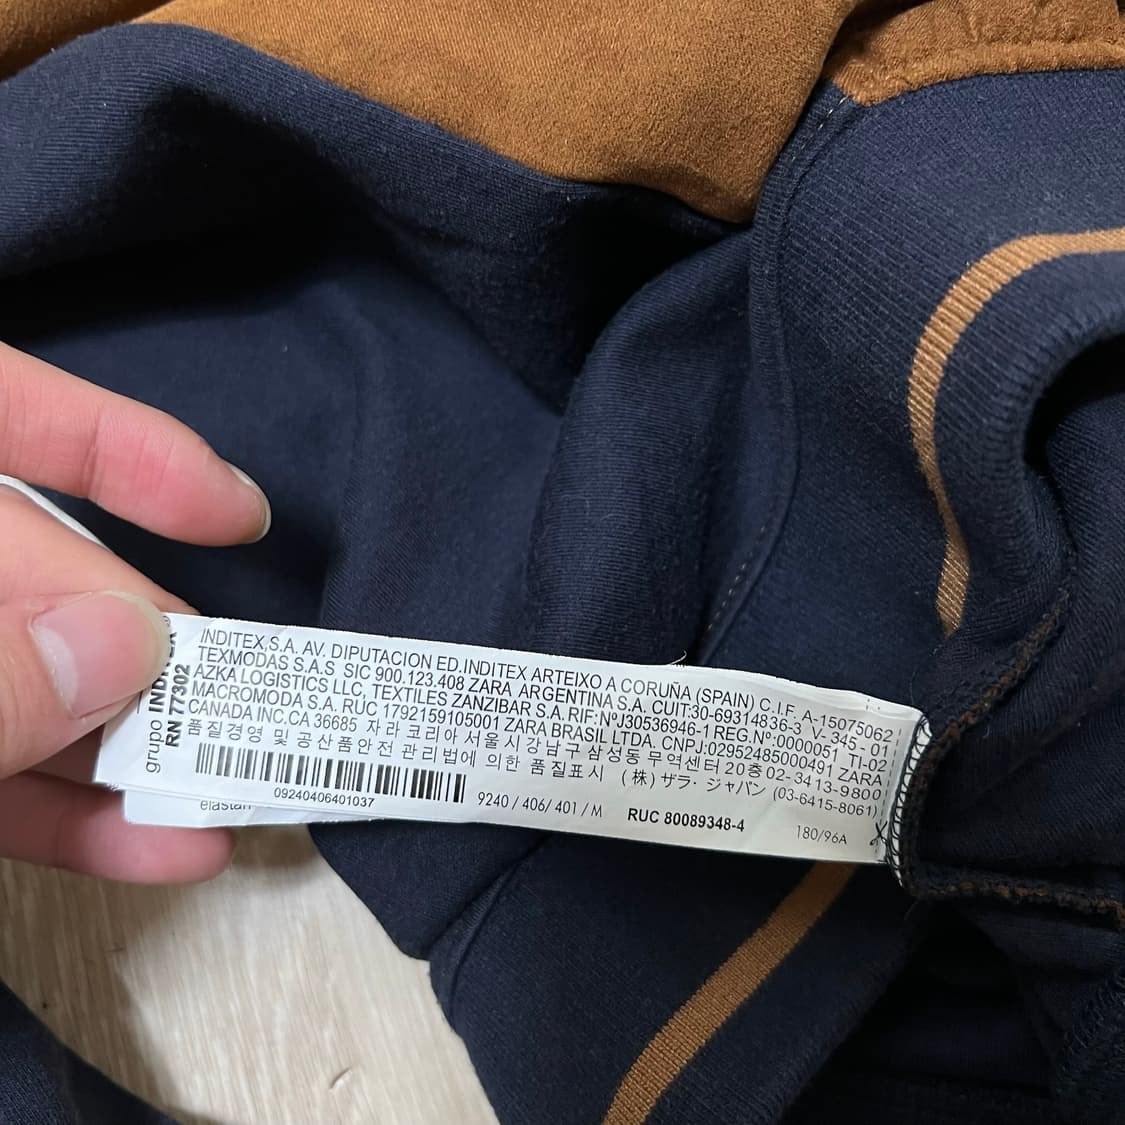 grupo INDITEX®
RN 77302
INDITEX,S.A. AV. DIPUTACION ED.INDITEX ARTEIXO A CORUÑA (SPAIN) C.I.F. A-15075062
TEXMODAS S.A.S SIC 900.123.408 ZARA ARGENTINA S.A. CUIT:30-69314836-3 V-345-01
AZKA LOGISTICS LLC, TEXTILES ZANZIBAR S.A. RIF:NºJ30536946-1 REG.Nº:0000051 TI-02
MACROMODA S.A. RUC 1792159105001 ZARA BRASIL LTDA. CNPJ:02952485000491 ZARA
CANADA INC.CA 36685 자라 코리아 서울시 강남구 삼성동 무역센터 20층 02-3413-9800
품질경영 및 공산품안전 관리법에 의한 품질표시 (株) ザラ・ジャパン (03-6415-8061)
09240406401037
9240 / 406 / 401 / M
RUC 80089348-4
180/96A
elastan